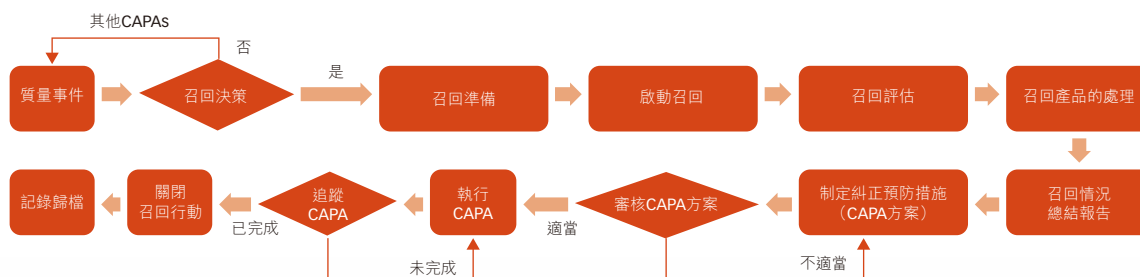 其他CAPAs
否
是
質量事件
召回決策
召回準備
啟動召回
召回評估
召回產品的處理
記錄歸檔
關閉
召回行動
追蹤
CAPA
執行
CAPA
審核CAPA方案
制定糾正預防措施
（CAPA方案）
召回情況
總結報告
已完成
適當
未完成
不適當